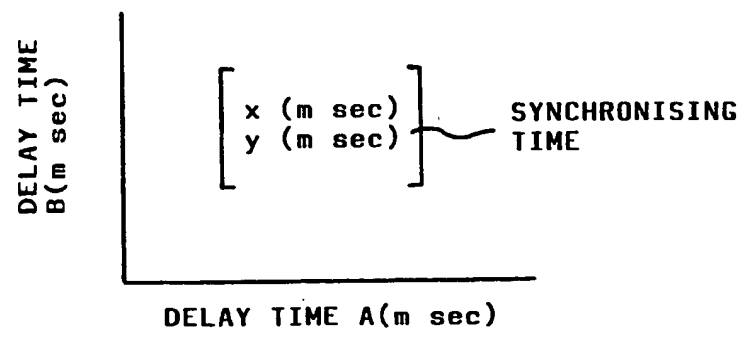 DELAY TIME
B(m sec)
x (m sec)
y (m sec)
SYNCHRONISING
TIME
DELAY TIME A(m sec)